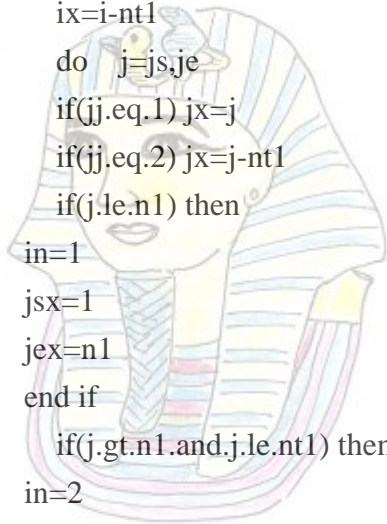 ix=i-nt1
do j=js,je
if(jj.eq.1) jx=j
if(jj.eq.2) jx=j-nt1
if(j.le.n1) then
in=1
jsx=1
jex=n1
end if
if(j.gt.n1.and.j.le.nt1) then
in=2